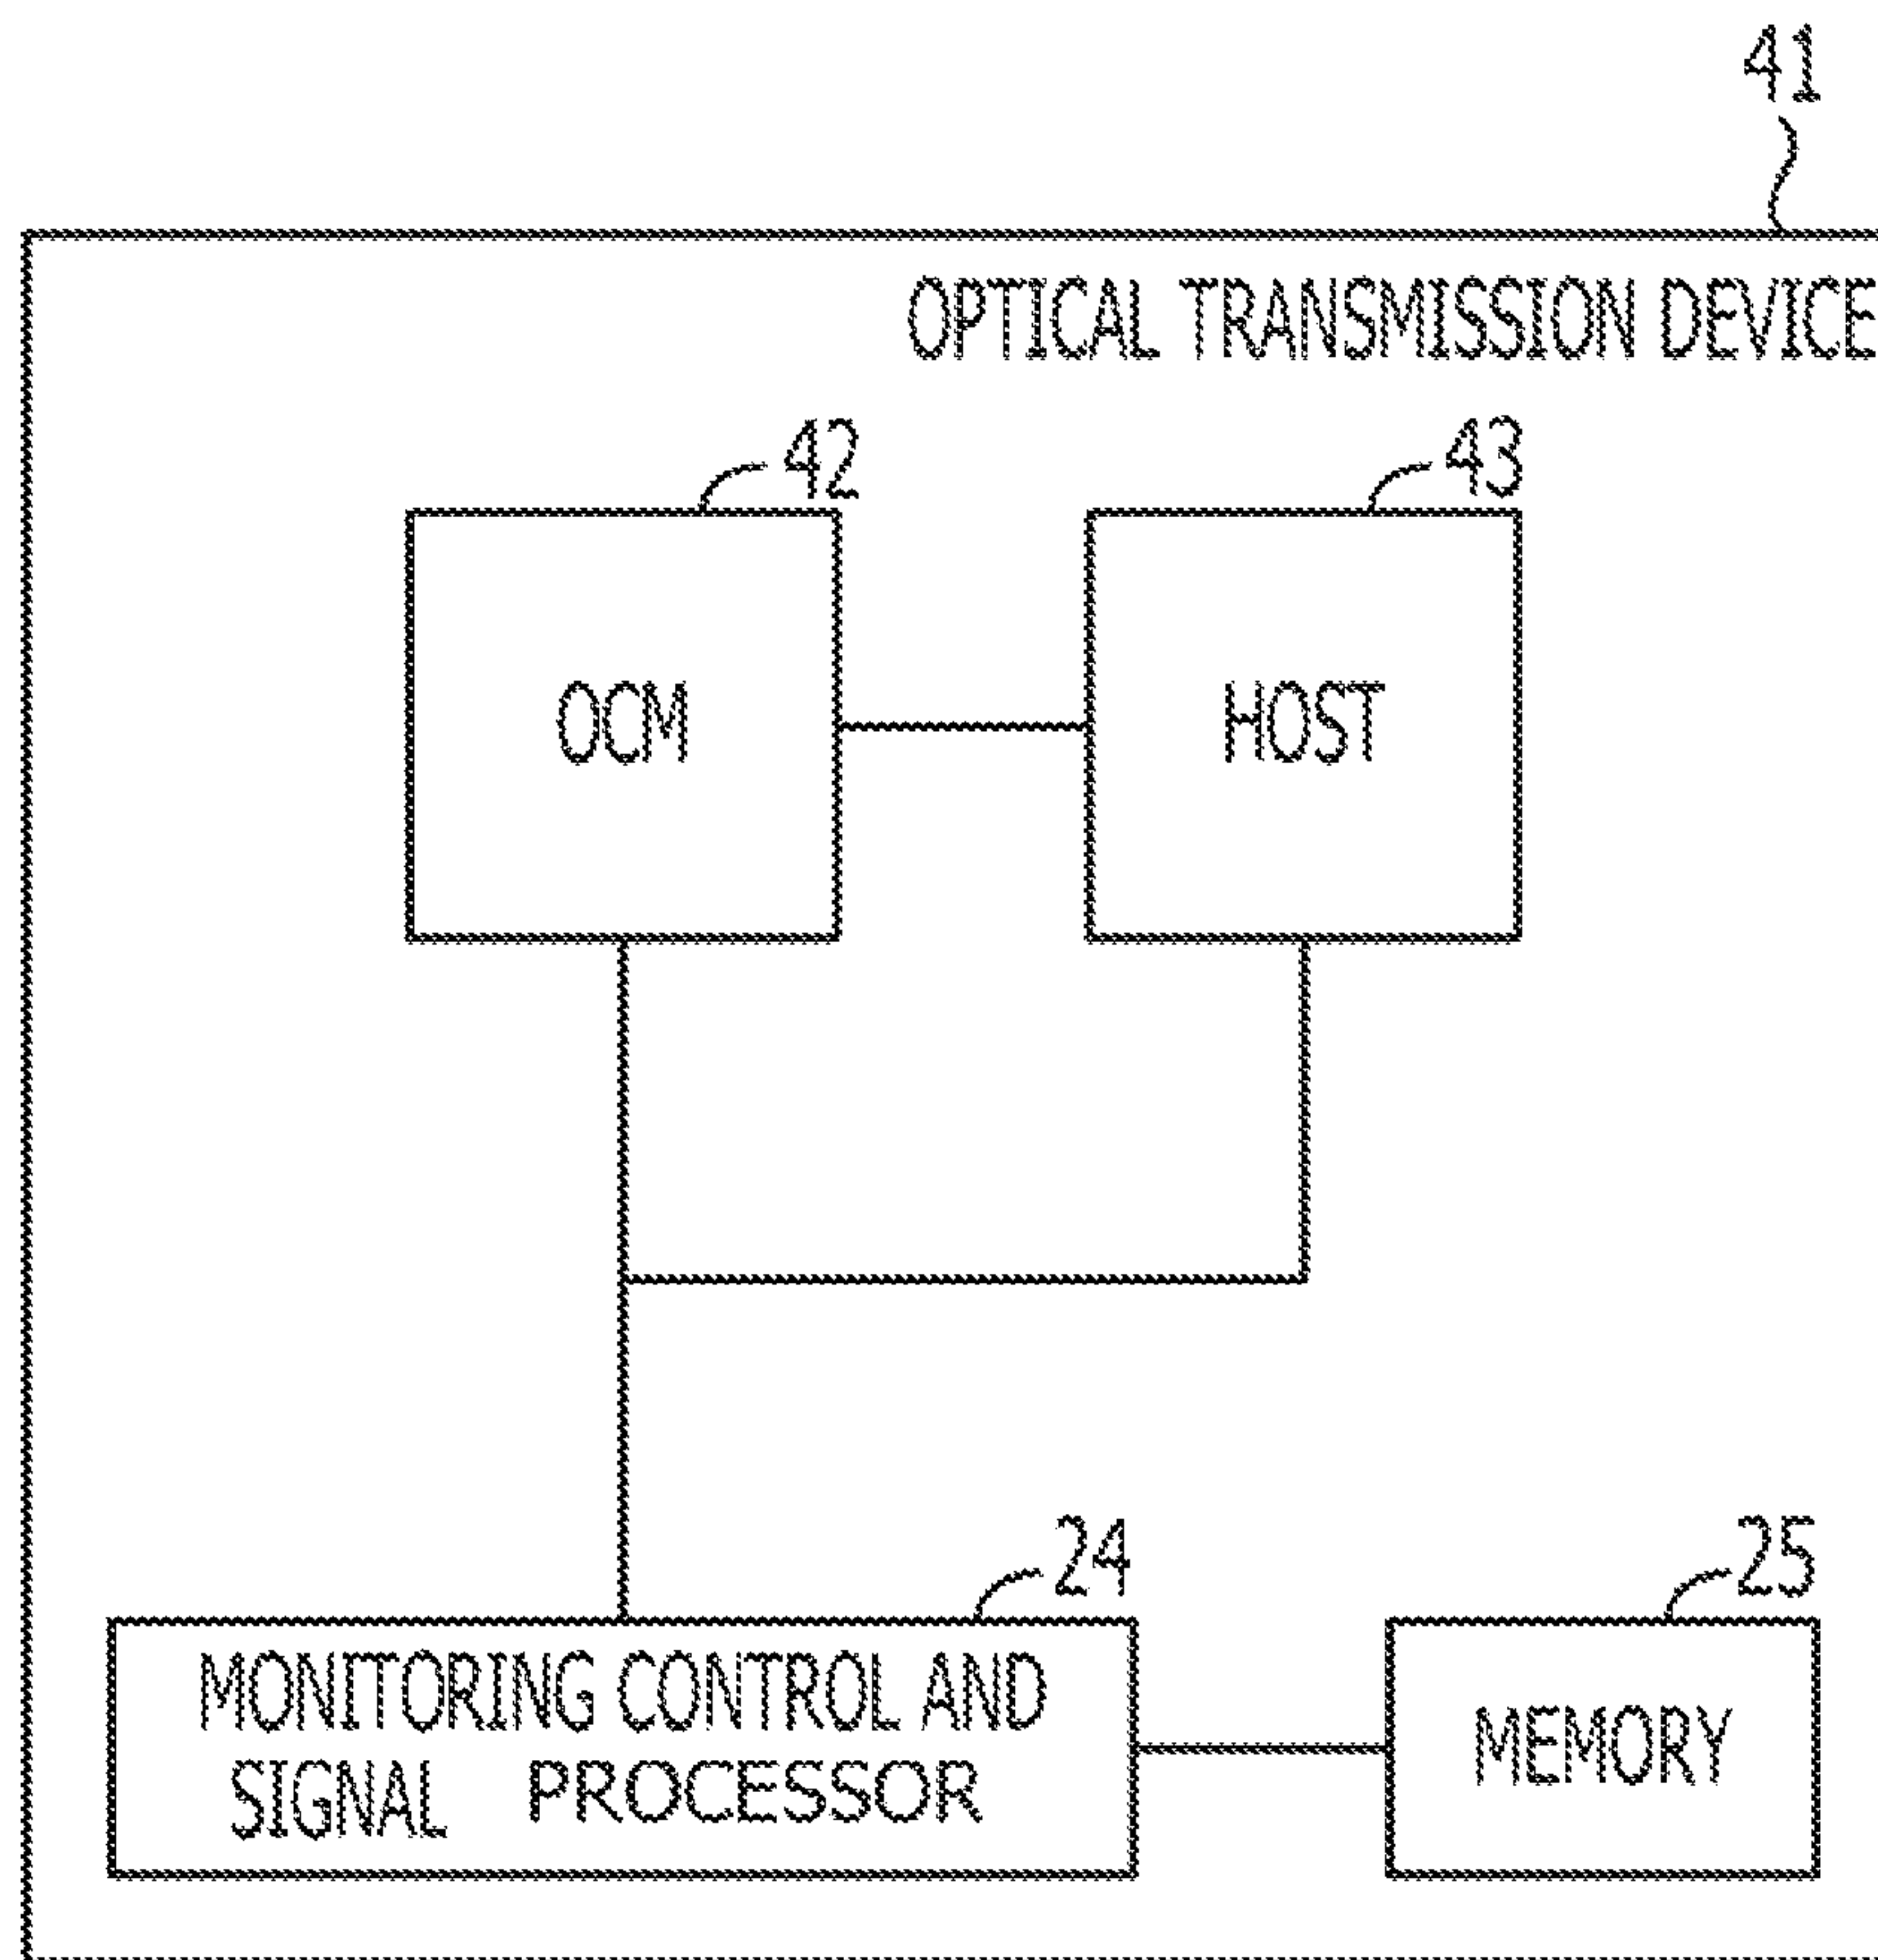 41
OPTICAL TRANSMISSION DEVICE
42
43
OCM
HOST
24
25
MONITORING CONTROL AND
SIGNAL PROCESSOR
MEMORY